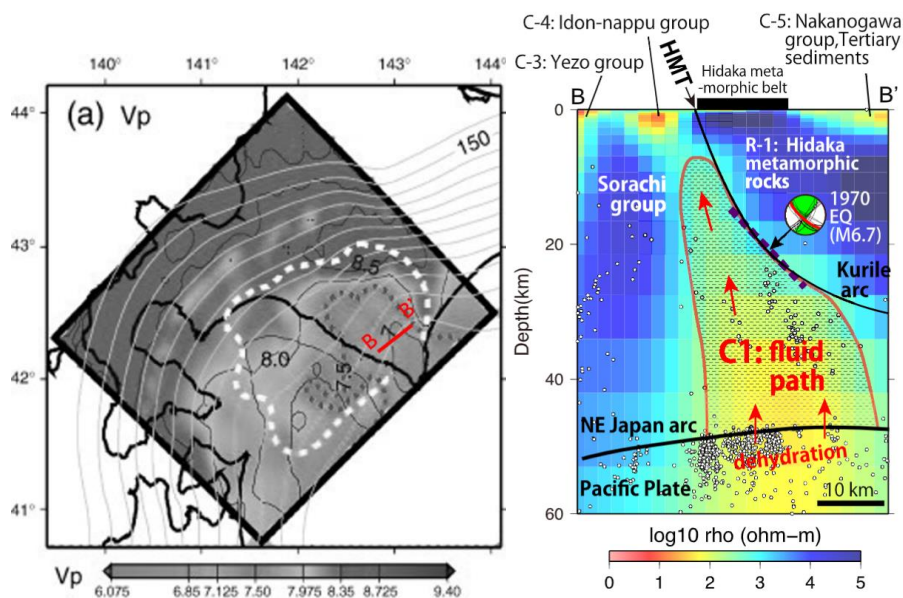 140° 141° 142° 143° 144°
44°
43°
42°
41°
(a) Vp
150
8.5
8.0
7.5
7
B B'
Vp
6.075 6.85 7.125 7.50 7.975 8.35 8.725 9.40
C-4: Idon-nappu group
C-3: Yezo group
HMT
Hidaka meta
-morphic belt
C-5: Nakanogawa
group,Tertiary
sediments
B B'
0
20
40
60
Depth(km)
R-1: Hidaka
metamorphic
rocks
Sorachi
group
1970
EQ
(M6.7)
Kurile
arc
C1: fluid
path
NE Japan arc
dehydration
Pacific Plate
10 km
log10 rho (ohm−m)
0 1 2 3 4 5